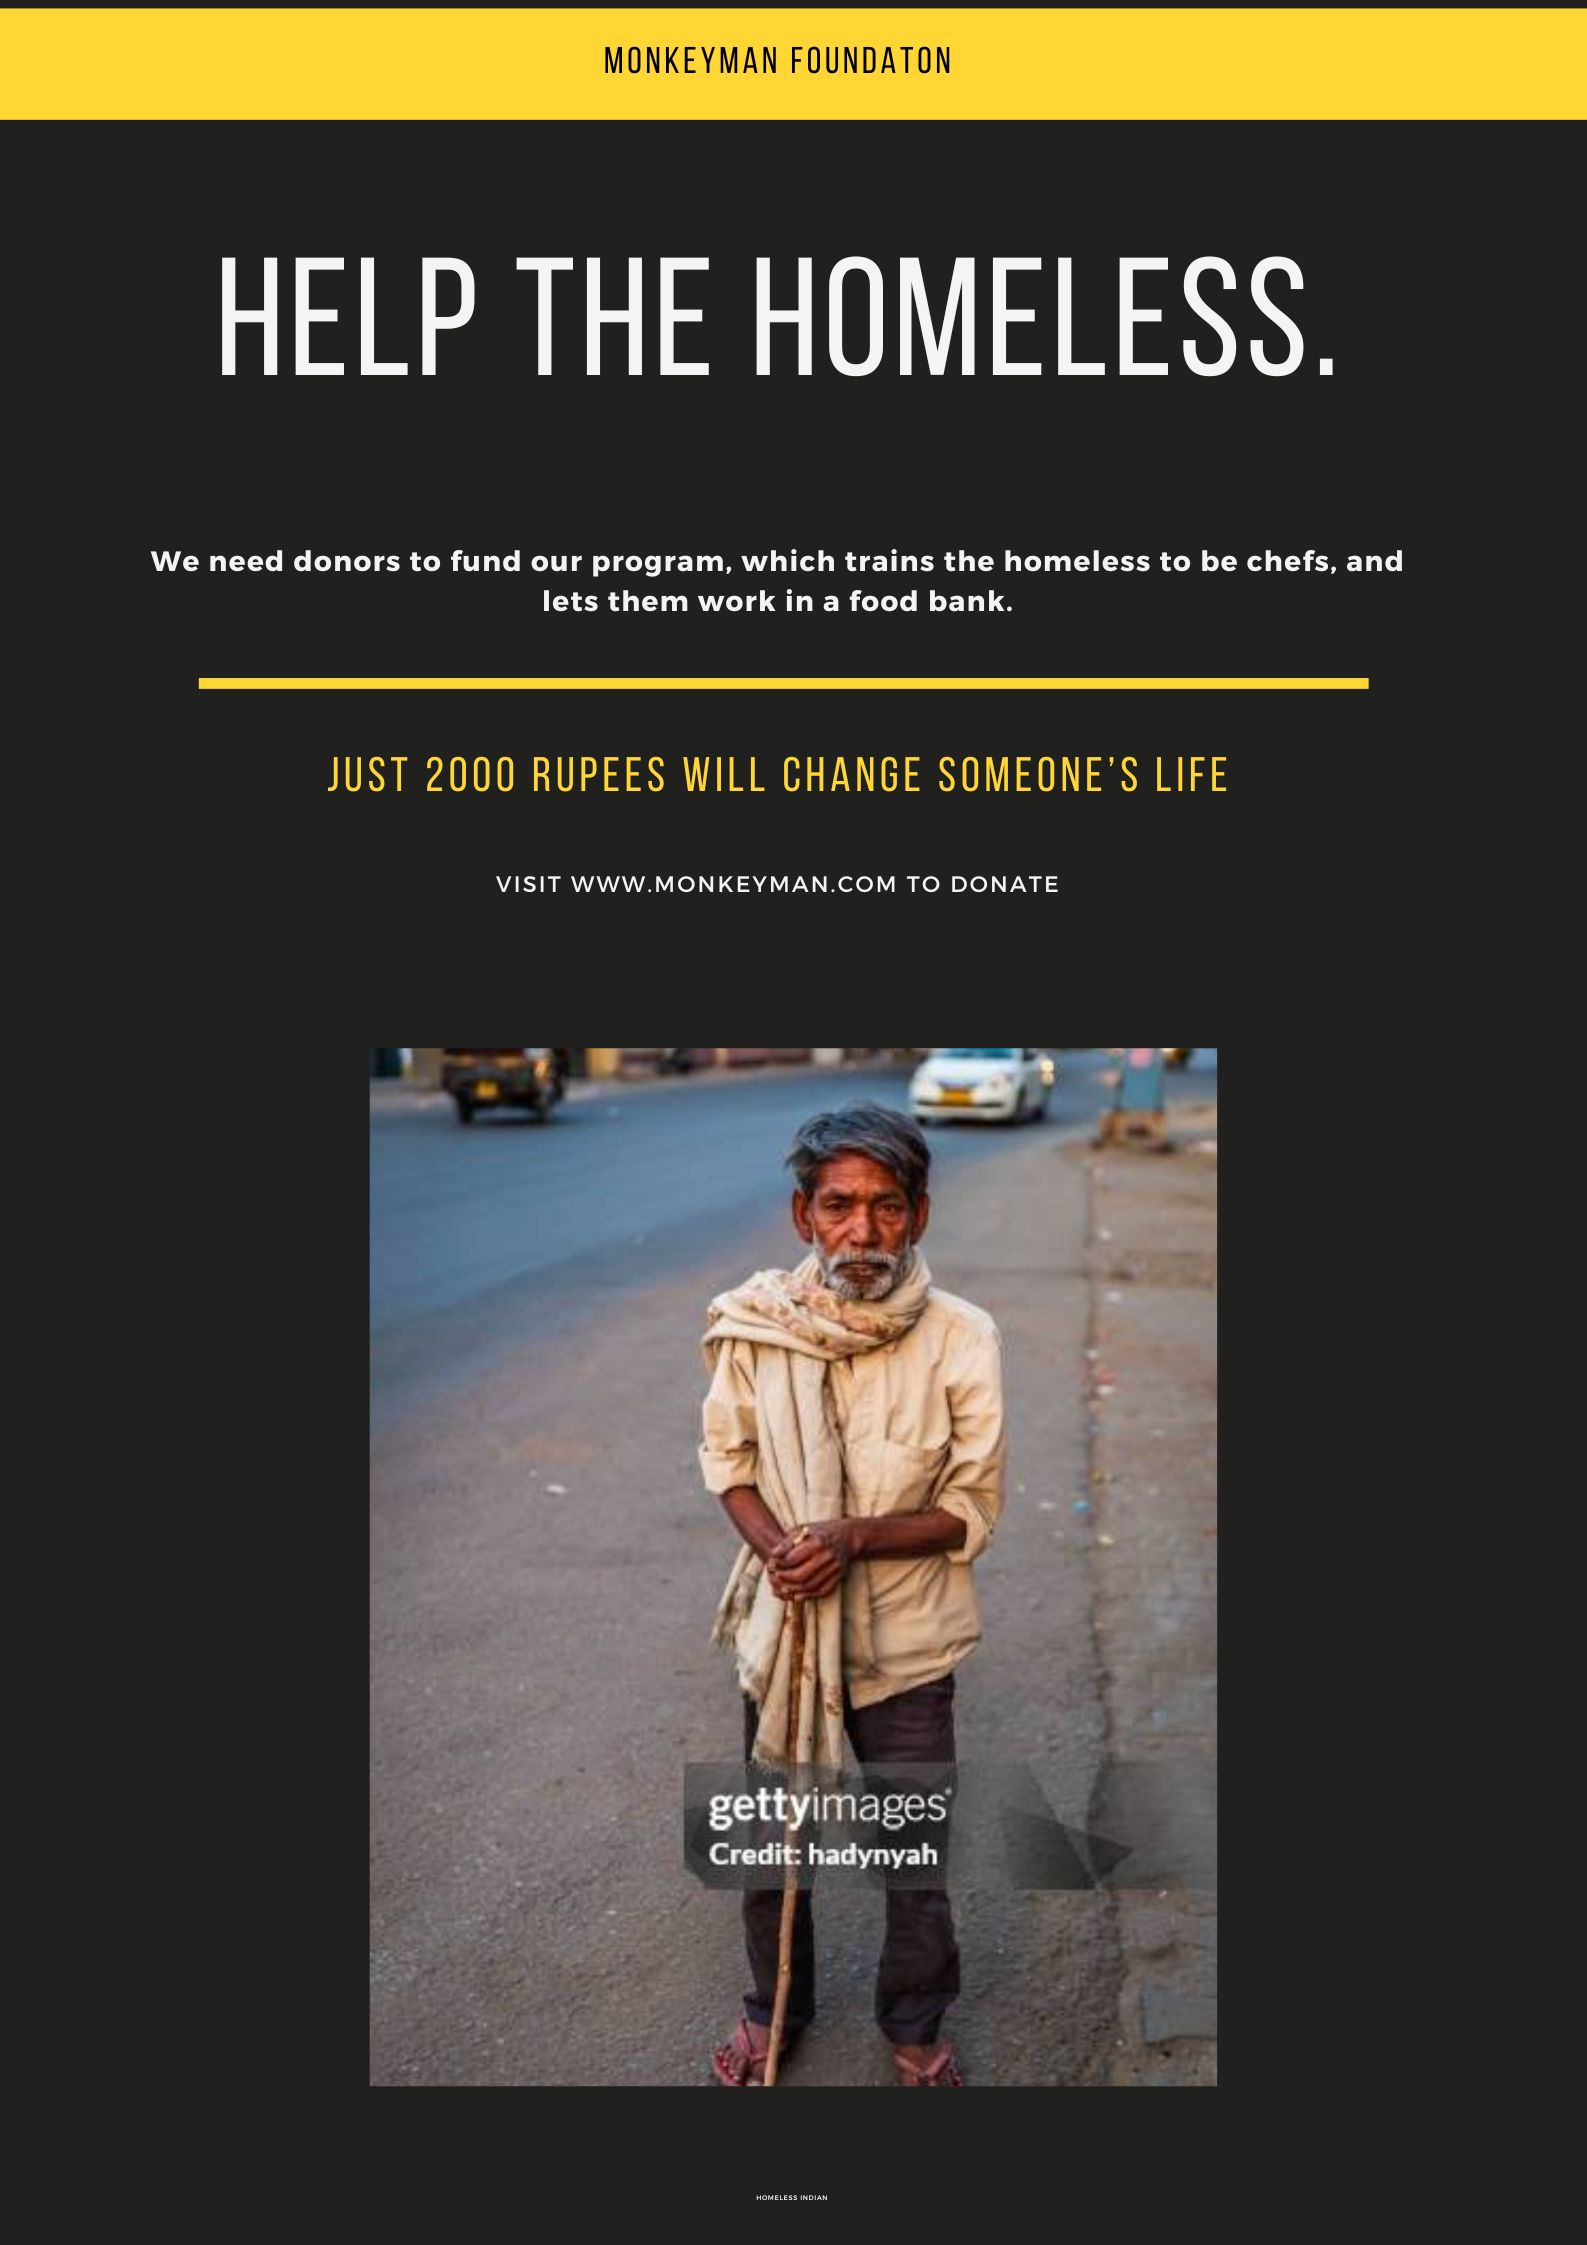 MONKEYMAN FOUNDATON
HELP THE HOMELESS.
We need donors to fund our program, which trains the homeless to be chefs, and
lets them work in a food bank.
JUST 2000 RUPEES WILL CHANGE SOMEONE'S LIFE
VISIT WWW.MONKEYMAN.COM TO DONATE
gettyimages®
Credit: hadynyah
HOMELESS INDIAN